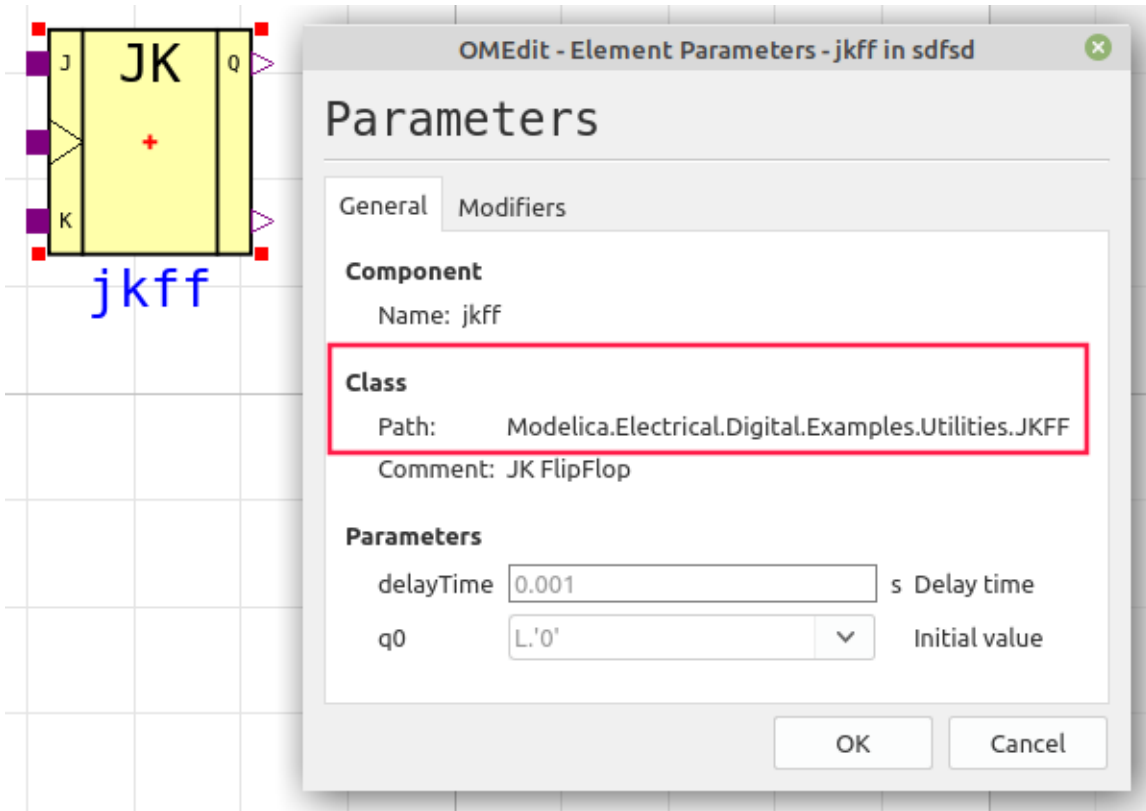 J
JK
Q
K
jkff
OMEdit - Element Parameters - jkff in sdfsd
Parameters
General Modifiers
Component
Name: jkff
Class
Path: Modelica.Electrical.Digital.Examples.Utilities.JKFF
Comment: JK FlipFlop
Parameters
delayTime 0.001 s Delay time
q0 L.'0' Initial value
OK Cancel